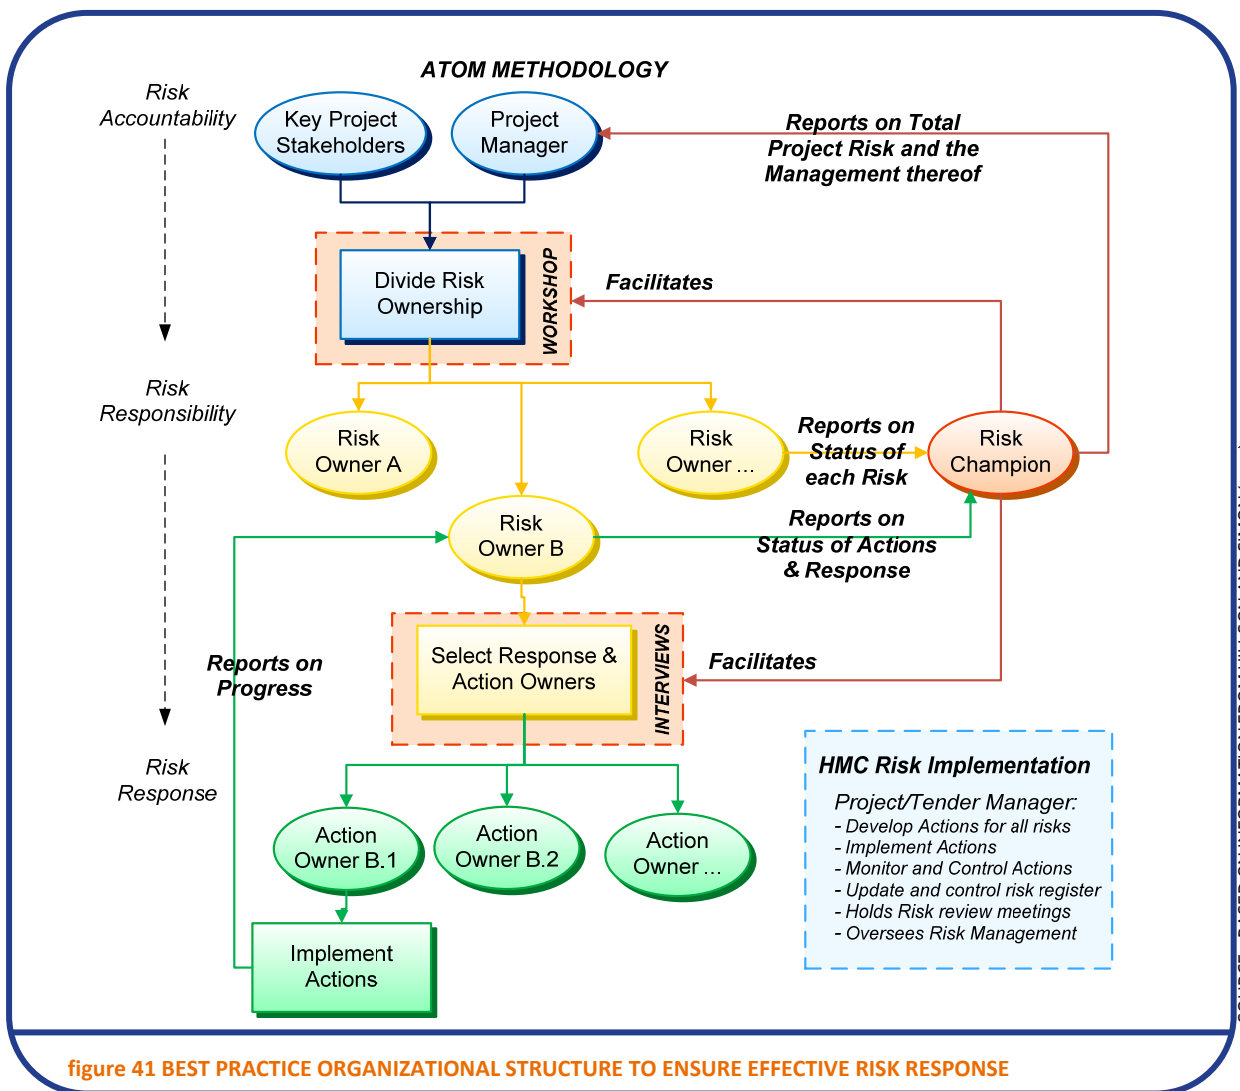 ATOM METHODOLOGY
Risk
Accountability
Key Project
Stakeholders
Project
Manager
Reports on Total
Project Risk and the
Management thereof
Divide Risk
Ownership
WORKSHOP
Facilitates
Risk
Responsibility
Risk
Owner A
Risk
Owner ...
Reports on
Status of
each Risk
Risk
Champion
Risk
Owner B
Reports on
Status of Actions
& Response
Select Response &
Action Owners
INTERVIEWS
Facilitates
Reports on
Progress
Risk
Response
Action
Owner B.1
Action
Owner B.2
Action
Owner ...
Implement
Actions
HMC Risk Implementation
Project/Tender Manager:
- Develop Actions for all risks
- Implement Actions
- Monitor and Control Actions
- Update and control risk register
- Holds Risk review meetings
- Oversees Risk Management
figure 41 BEST PRACTICE ORGANIZATIONAL STRUCTURE TO ENSURE EFFECTIVE RISK RESPONSE